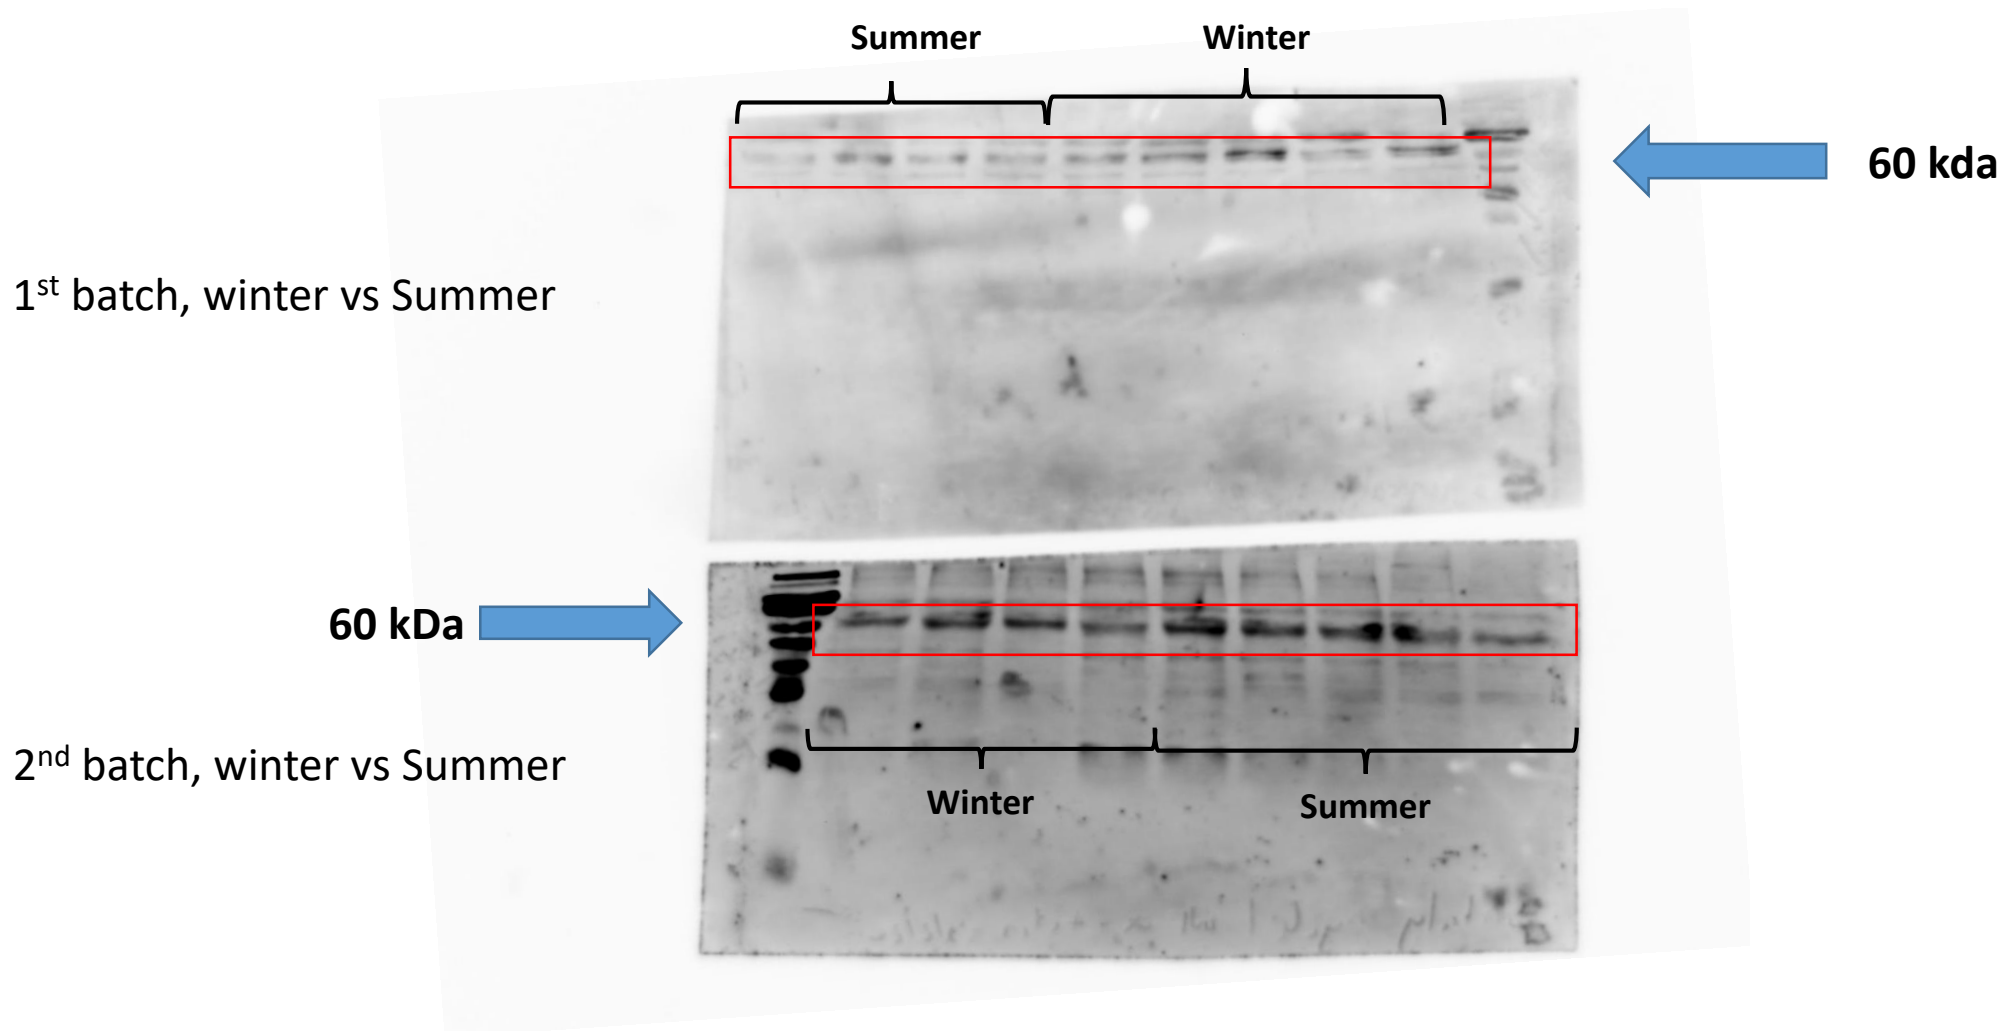 Summer
Winter
60 kda
1st batch, winter vs Summer
60 kDa
2nd batch, winter vs Summer
Winter
Summer